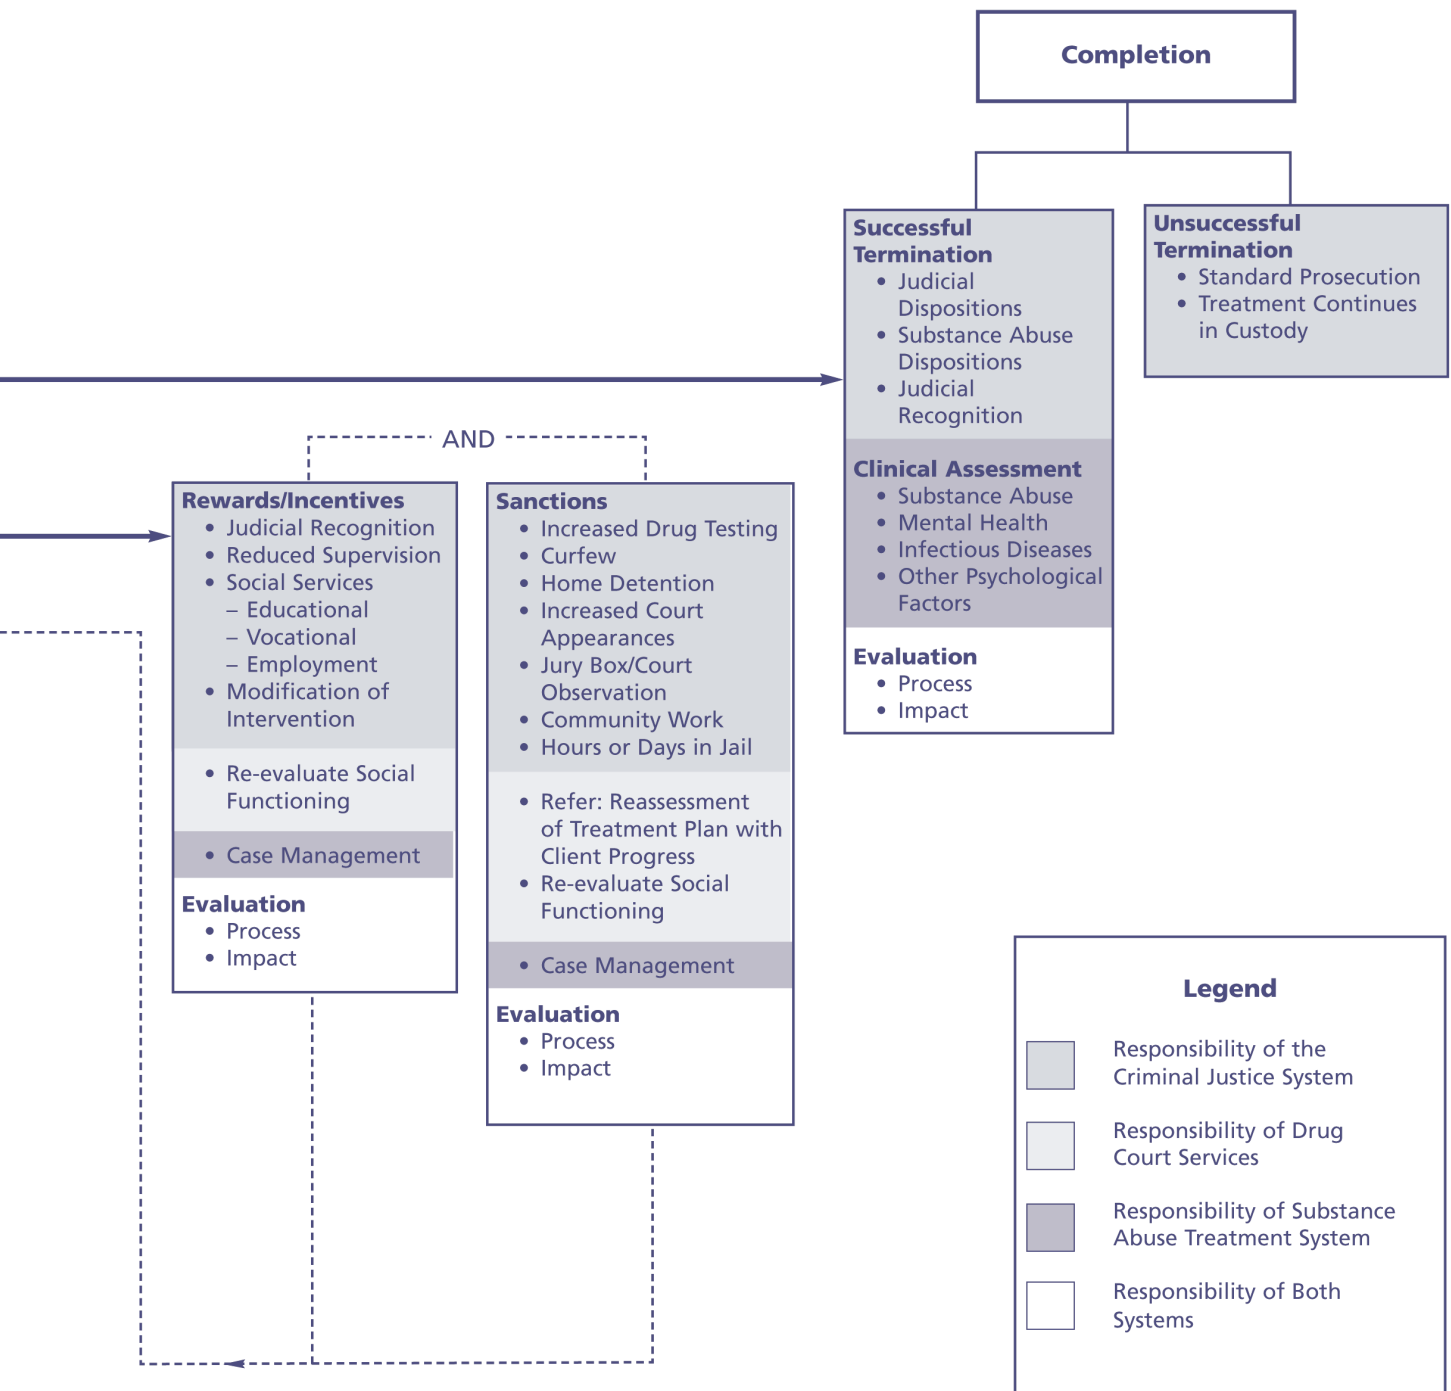 Completion
Successful
Termination
• Judicial
Dispositions
• Substance Abuse
Dispositions
• Judicial
Recognition
Clinical Assessment
• Substance Abuse
• Mental Health
• Infectious Diseases
• Other Psychological
Factors
Evaluation
• Process
• Impact
Unsuccessful
Termination
• Standard Prosecution
• Treatment Continues
in Custody
AND
Rewards/Incentives
• Judicial Recognition
• Reduced Supervision
• Social Services
– Educational
– Vocational
– Employment
• Modification of
Intervention
• Re-evaluate Social
Functioning
• Case Management
Evaluation
• Process
• Impact
Sanctions
• Increased Drug Testing
• Curfew
• Home Detention
• Increased Court
Appearances
• Jury Box/Court
Observation
• Community Work
• Hours or Days in Jail
• Refer: Reassessment
of Treatment Plan with
Client Progress
• Re-evaluate Social
Functioning
• Case Management
Evaluation
• Process
• Impact
Legend
Responsibility of the
Criminal Justice System
Responsibility of Drug
Court Services
Responsibility of Substance
Abuse Treatment System
Responsibility of Both
Systems